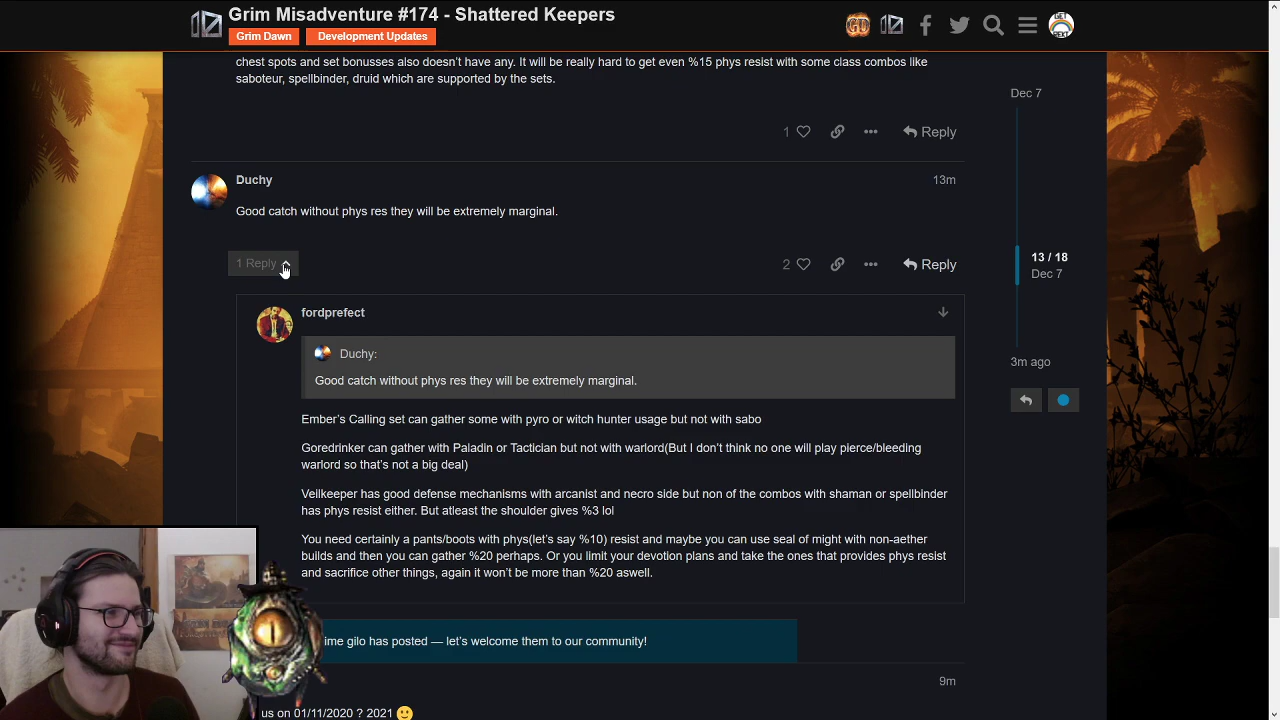 Grim Misadventure #174 - Shattered Keepers
Grim Dawn
Development Updates
chest spots and set bonuses also doesn't have any. It will be really hard to get even %15 phys resist with some class combos like
saboteur, spellbinder, druid which are supported by the sets.
1
Reply
Dec 7
Duchy
13m
Good catch without phys res they will be extremely marginal.
1 Reply
2
Reply
13 / 18
Dec 7
3m ago
fordprefect
Duchy:
Good catch without phys res they will be extremely marginal.
Ember's Calling set can gather some with pyro or witch hunter usage but not with sabo
Goredrinker can gather with Paladin or Tactician but not with warlord(But I don't think no one will play pierce/bleeding
warlord so that's not a big deal)
Veilkeeper has good defense mechanisms with arcanist and necro side but non of the combos with shaman or spellbinder
has phys resist either. But atleast the shoulder gives %3 lol
You need certainly a pants/boots with phys(let's say %10) resist and maybe you can use seal of might with non-aether
builds and then you can gather %20 perhaps. Or you limit your devotion plans and take the ones that provides phys resist
and sacrifice other things, again it won't be more than %20 aswell.
ime gilo has posted — let's welcome them to our community!
9m
us on 01/11/2020 ? 2021